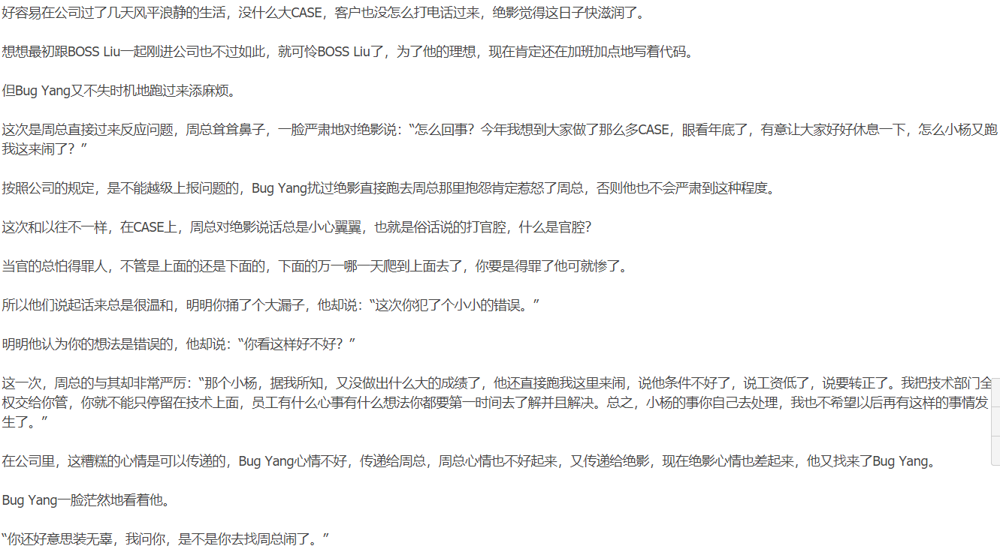 好容易在公司过了几天风平浪静的生活，没什么大CASE，客户也没怎么打电话过来，绝影觉得这日子快滋润了。
想想最初跟BOSS Liu一起刚进公司也不过如此，就可怜BOSS Liu了，为了他的理想，现在肯定还在加班加点地写着代码。
但Bug Yang又不失时机地跑过来添麻烦。
这次是周总直接过来反应问题，周总耸耸鼻子，一脸严肃地对绝影说：“怎么回事？今年我想到大家做了那么多CASE，眼看年底了，有意让大家好好休息一下，怎么小杨又跑
我这来闹了？”
按照公司的规定，是不能越级上报问题的，Bug Yang扰过绝影直接跑去周总那里抱怨肯定惹怒了周总，否则他也不会严肃到这种程度。
这次和以往不一样，在CASE上，周总对绝影说话总是小心翼翼，也就是俗话说的打官腔，什么是官腔？
当官的总怕得罪人，不管是上面的还是下面的，下面的万一哪一天爬到上面去了，你要是得罪了他可就惨了。
所以他们说起话来总是很温和，明明你捅了个大漏子，他却说：“这次你犯了个小小的错误。”
明明他认为你的想法是错误的，他却说：“你看这样好不好？”
这一次，周总的与其却非常严厉：“那个小杨，据我所知，又没做出什么大的成绩了，他还直接跑我这里来闹，说他条件不好了，说工资低了，说要转正了。我把技术部门全
权交给你管，你就不能只停留在技术上面，员工有什么心事有什么想法你都要第一时间去了解并且解决。总之，小杨的事你自己去处理，我也不希望以后再有这样的事情发
生了。”
在公司里，这糟糕的心情是可以传递的，Bug Yang心情不好，传递给周总，周总心情也不好起来，又传递给绝影，现在绝影心情也差起来，他又找来了Bug Yang。
Bug Yang一脸茫然地看着他。
“你还好意思装无辜，我问你，是不是你去找周总闹了。”